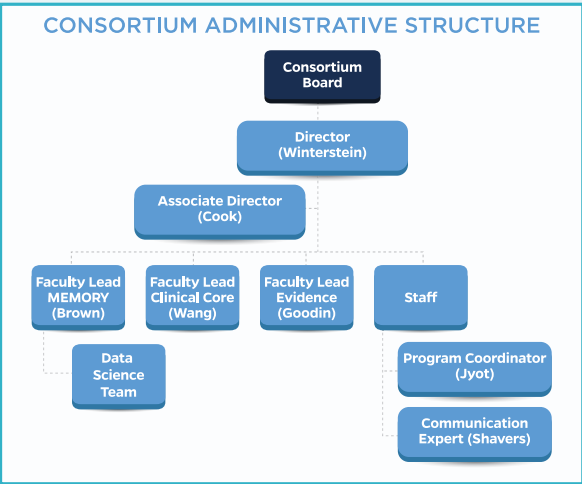 CONSORTIUM ADMINISTRATIVE STRUCTURE
Consortium
Board
Director
(Winterstein)
Associate Director
(Cook)
Faculty Lead
MEMORY
(Brown)
Faculty Lead
Clinical Core
(Wang)
Faculty Lead
Evidence
(Goodin)
Staff
Data
Science
Team
Program Coordinator
(Jyot)
Communication
Expert (Shavers)